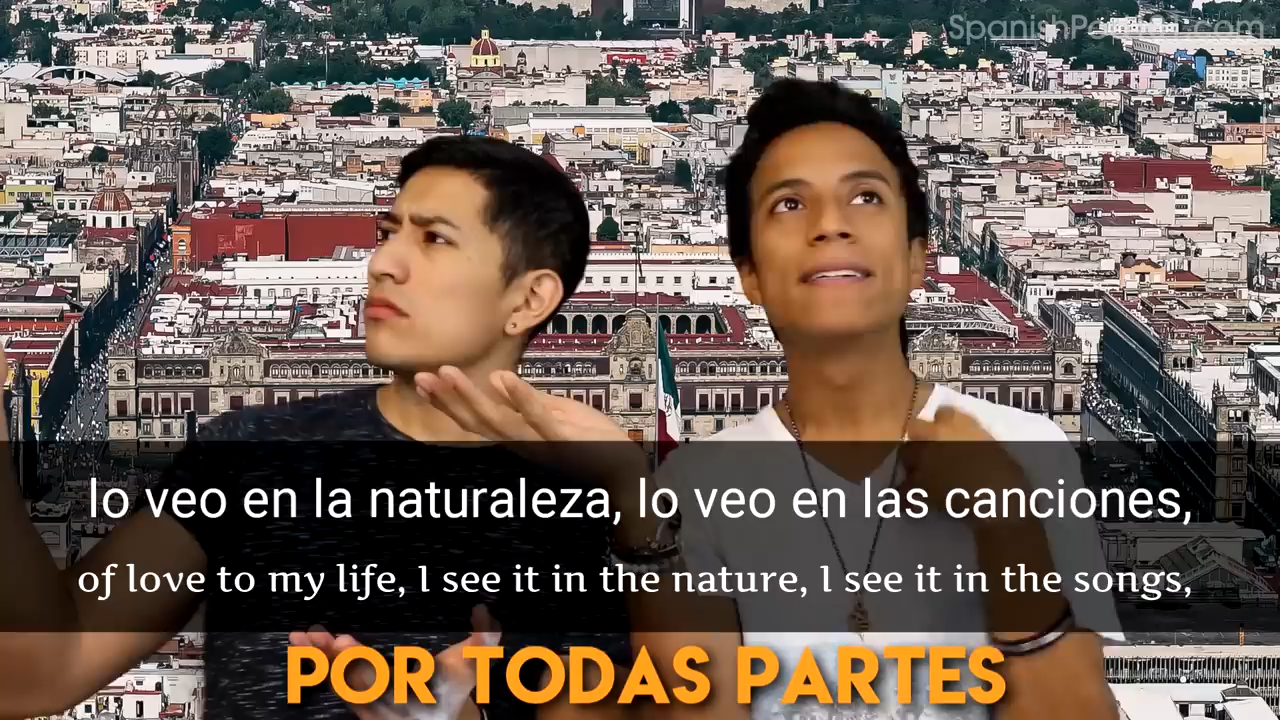 lo veo en la naturaleza, lo veo en las canciones,
of love to my life, I see it in the nature, I see it in the songs,
POR TODAS PARTES